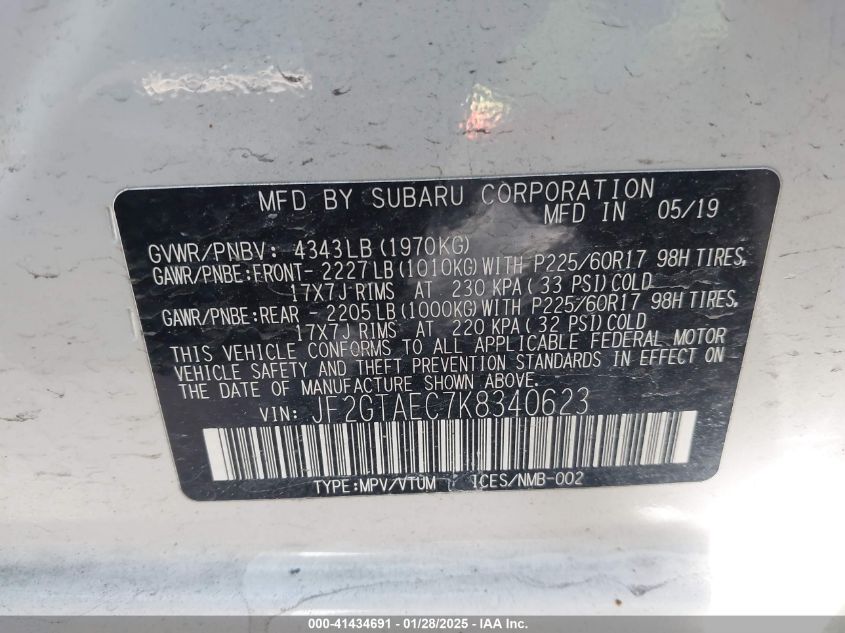 MFD BY SUBARU CORPORATION
MFD IN 05/19
GVWR/PNBV: 4343LB (1970KG)
GAWR/PNBE:FRONT- 2227LB(1010KG)WITH P225/60R17 98H TIRES,
17X7J RIMS AT 230 KPA (33 PSI)COLD
GAWR/PNBE:REAR - 2205LB(1000KG)WITH P225/60R17 98H TIRES,
17X7J RIMS AT 220 KPA (32 PSI)COLD
THIS VEHICLE CONFORMS TO ALL APPLICABLE FEDERAL MOTOR
VEHICLE SAFETY AND THEFT PREVENTION STANDARDS IN EFFECT ON
THE DATE OF MANUFACTURE SHOWN ABOVE.
VIN: JF2GTAEC7K8340623
TYPE:MPV/VTUM ICES/NMB-002
000-41434691 - 01/28/2025 - IAA Inc.